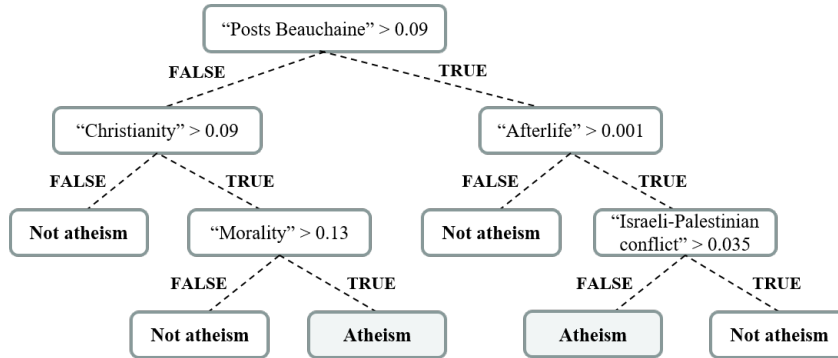 “Posts Beauchaine” > 0.09
FALSE
TRUE
“Christianity” > 0.09
“Afterlife” > 0.001
FALSE
TRUE
FALSE
TRUE
Not atheism
“Morality” > 0.13
Not atheism
“Israeli-Palestinian
conflict” > 0.035
FALSE
TRUE
FALSE
TRUE
Not atheism
Atheism
Atheism
Not atheism